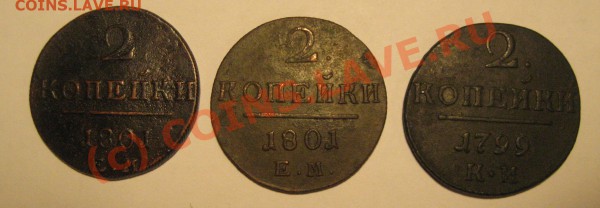 COINS.LAVE.RU
2
КОПЕЙКИ
1801
2.
КОПЕЙКИ
1801
Е.М.
2.
КОПЕЙКИ
1799
К·М
(c) COINS.LAVE.RU